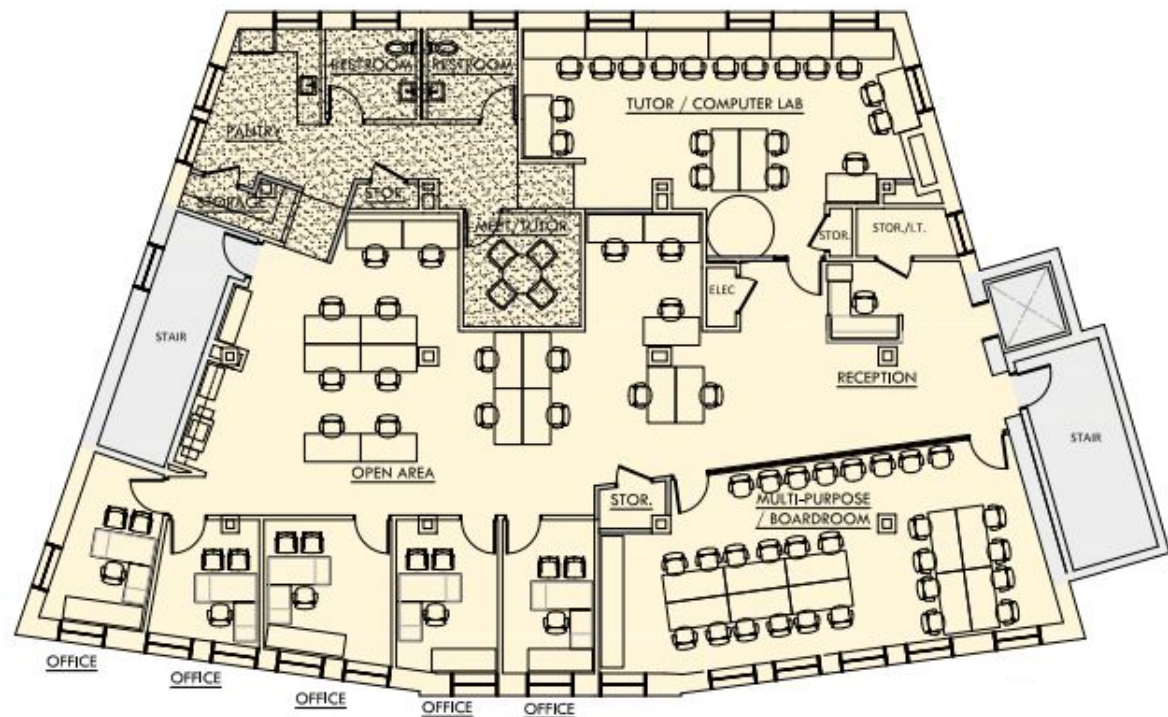 RESTROOM
RESTROOM
TUTOR / COMPUTER LAB
PANTRY
STORAGE
STOR.
MEET/TUTOR
STOR.
STOR./I.T.
ELEC
STAIR
RECEPTION
STAIR
OPEN AREA
STOR.
MULTI-PURPOSE
/ BOARDROOM
OFFICE
OFFICE
OFFICE
OFFICE
OFFICE